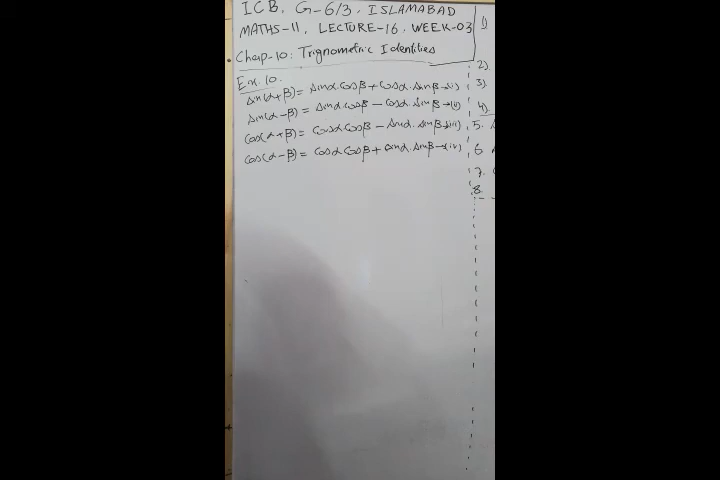 ICB, G-6/3, ISLAMABAD
MATHS-11, LECTURE-16, WEEK-03
Chap-10: Trignometric Identities
Ex. 10.
Sin(α+β)= Sinα Cosβ + Cosα. Sinβ→(i)
Sin(α-β) = Sinα. Cosβ - Cosα. Sinβ→(ii)
Cos(α+β)= Cosα Cosβ - Sinα. Sinβ→(iii)
Cos(α-β)= Cosα Cosβ + Sinα. Sinβ→(iv)
1)
2)
3)
4)
5.
6
7.
8.